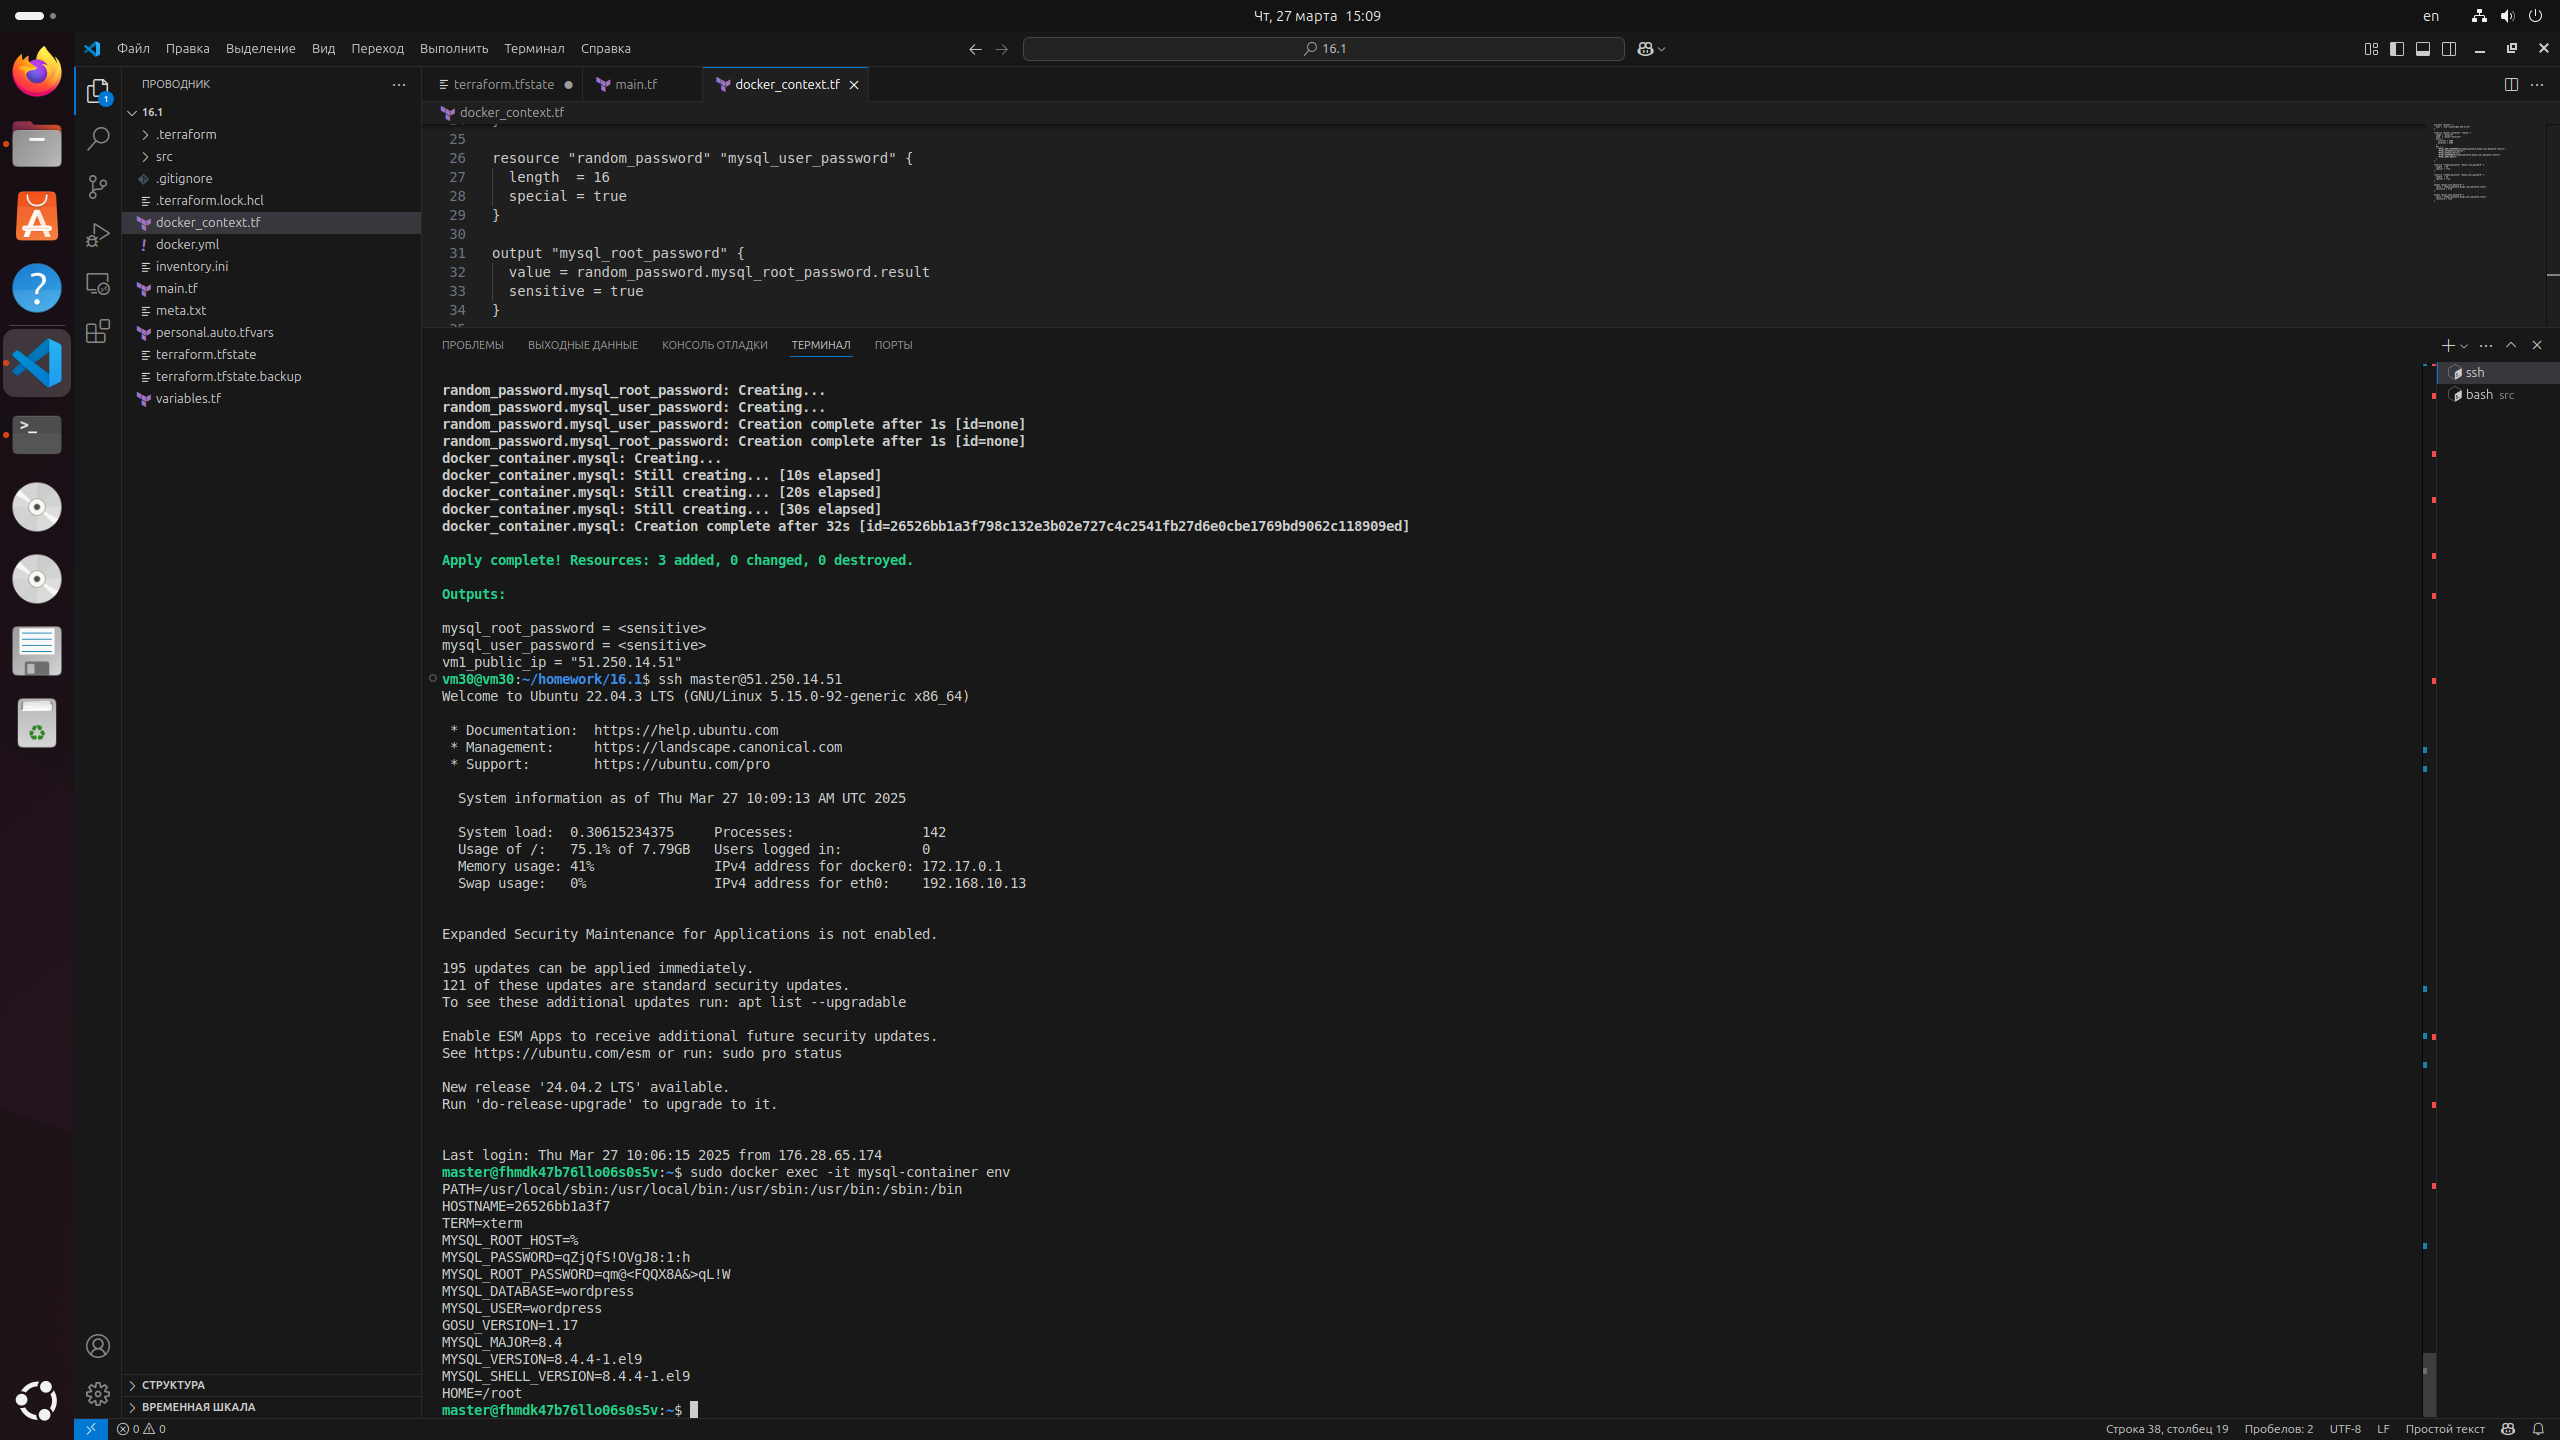 Чт, 27 марта 15:09
en
Файл Правка Выделение Вид Переход Выполнить Терминал Справка
16.1
ПРОВОДНИК
16.1
.terraform
src
.gitignore
.terraform.lock.hcl
docker_context.tf
docker.yml
inventory.ini
main.tf
meta.txt
personal.auto.tfvars
terraform.tfstate
terraform.tfstate.backup
variables.tf
СТРУКТУРА
ВРЕМЕННАЯ ШКАЛА
terraform.tfstate main.tf docker_context.tf
docker_context.tf
25
26 resource "random_password" "mysql_user_password" {
27 length  = 16
28 special = true
29 }
30
31 output "mysql_root_password" {
32 value = random_password.mysql_root_password.result
33 sensitive = true
34 }
ПРОБЛЕМЫ ВЫХОДНЫЕ ДАННЫЕ КОНСОЛЬ ОТЛАДКИ ТЕРМИНАЛ ПОРТЫ
ssh
bash src
random_password.mysql_root_password: Creating...
random_password.mysql_user_password: Creating...
random_password.mysql_user_password: Creation complete after 1s [id=none]
random_password.mysql_root_password: Creation complete after 1s [id=none]
docker_container.mysql: Creating...
docker_container.mysql: Still creating... [10s elapsed]
docker_container.mysql: Still creating... [20s elapsed]
docker_container.mysql: Still creating... [30s elapsed]
docker_container.mysql: Creation complete after 32s [id=26526bb1a3f798c132e3b02e727c4c2541fb27d6e0cbe1769bd9062c118909ed]
Apply complete! Resources: 3 added, 0 changed, 0 destroyed.
Outputs:
mysql_root_password = <sensitive>
mysql_user_password = <sensitive>
vm1_public_ip = "51.250.14.51"
vm30@vm30:~/homework/16.1$ ssh master@51.250.14.51
Welcome to Ubuntu 22.04.3 LTS (GNU/Linux 5.15.0-92-generic x86_64)
* Documentation:  https://help.ubuntu.com
* Management:     https://landscape.canonical.com
* Support:        https://ubuntu.com/pro
System information as of Thu Mar 27 10:09:13 AM UTC 2025
System load:  0.30615234375     Processes:                142
Usage of /:   75.1% of 7.79GB   Users logged in:          0
Memory usage: 41%               IPv4 address for docker0: 172.17.0.1
Swap usage:   0%                IPv4 address for eth0:    192.168.10.13
Expanded Security Maintenance for Applications is not enabled.
195 updates can be applied immediately.
121 of these updates are standard security updates.
To see these additional updates run: apt list --upgradable
Enable ESM Apps to receive additional future security updates.
See https://ubuntu.com/esm or run: sudo pro status
New release '24.04.2 LTS' available.
Run 'do-release-upgrade' to upgrade to it.
Last login: Thu Mar 27 10:06:15 2025 from 176.28.65.174
master@fhmdk47b76llo06s0s5v:~$ sudo docker exec -it mysql-container env
PATH=/usr/local/sbin:/usr/local/bin:/usr/sbin:/usr/bin:/sbin:/bin
HOSTNAME=26526bb1a3f7
TERM=xterm
MYSQL_ROOT_HOST=%
MYSQL_PASSWORD=qZjQfS!OVgJ8:1:h
MYSQL_ROOT_PASSWORD=qm@<FQQX8A&>qL!W
MYSQL_DATABASE=wordpress
MYSQL_USER=wordpress
GOSU_VERSION=1.17
MYSQL_MAJOR=8.4
MYSQL_VERSION=8.4.4-1.el9
MYSQL_SHELL_VERSION=8.4.4-1.el9
HOME=/root
master@fhmdk47b76llo06s0s5v:~$
0 0
Строка 38, столбец 19 Пробелов: 2 UTF-8 LF Простой текст